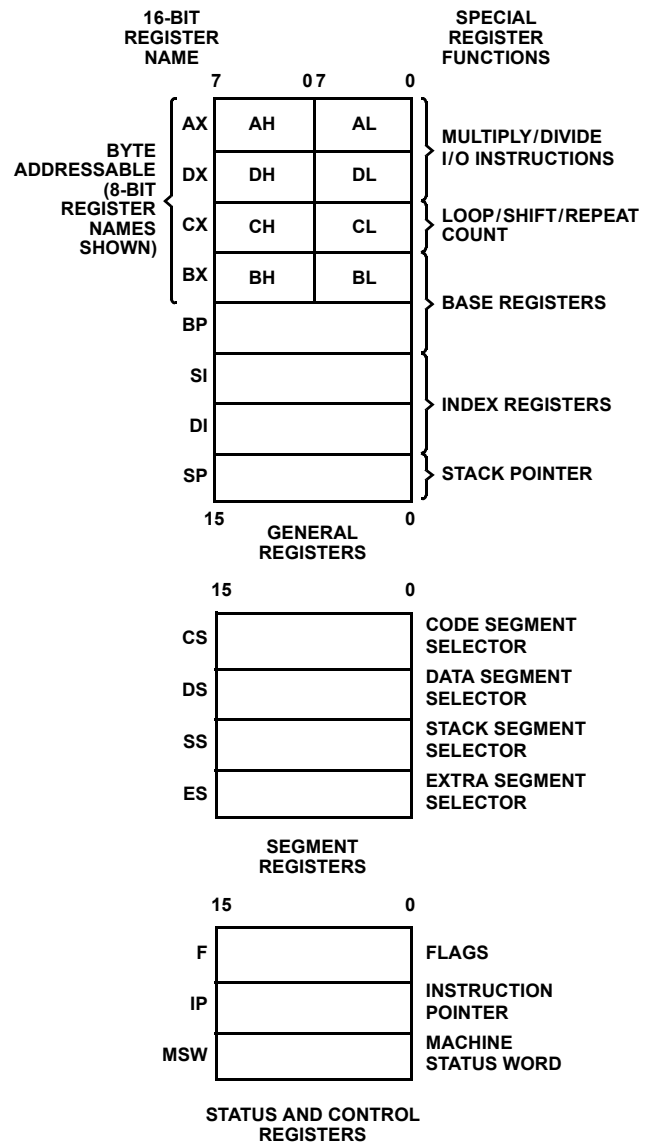 16-BIT
REGISTER
NAME
SPECIAL
REGISTER
FUNCTIONS
7 0 7 0
BYTE
ADDRESSABLE
(8-BIT
REGISTER
NAMES
SHOWN)
AX AH AL
DX DH DL
MULTIPLY/DIVIDE
I/O INSTRUCTIONS
CX CH CL
LOOP/SHIFT/REPEAT
COUNT
BX BH BL
BP
BASE REGISTERS
SI
DI
INDEX REGISTERS
SP
STACK POINTER
15 0
GENERAL
REGISTERS
15 0
CS
CODE SEGMENT
SELECTOR
DS
DATA SEGMENT
SELECTOR
SS
STACK SEGMENT
SELECTOR
ES
EXTRA SEGMENT
SELECTOR
SEGMENT
REGISTERS
15 0
F
FLAGS
IP
INSTRUCTION
POINTER
MSW
MACHINE
STATUS WORD
STATUS AND CONTROL
REGISTERS